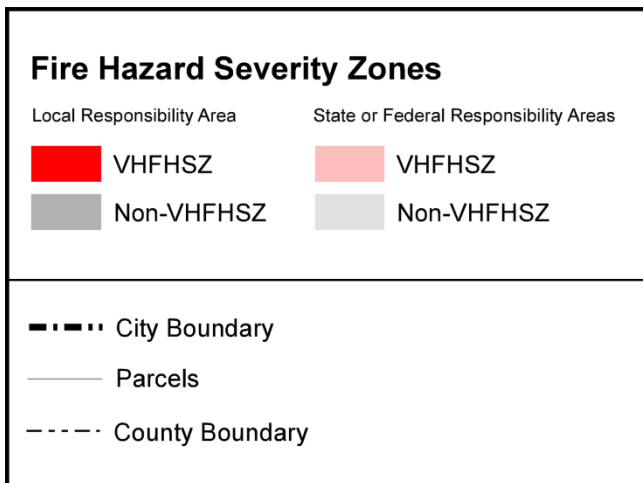 Fire Hazard Severity Zones
Local Responsibility Area
State or Federal Responsibility Areas
VHFHSZ
VHFHSZ
Non-VHFHSZ
Non-VHFHSZ
City Boundary
Parcels
County Boundary